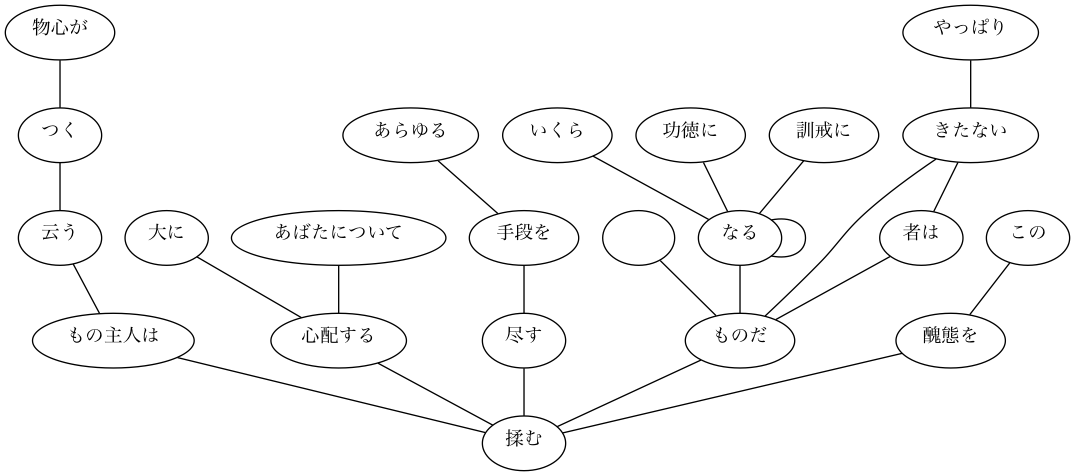 物心が
やっぱり
つく
あらゆる
いくら
功徳に
訓戒に
きたない
云う
大に
あばたについて
手段を
なる
者は
この
もの主人は
心配する
尽す
ものだ
醜態を
揉む